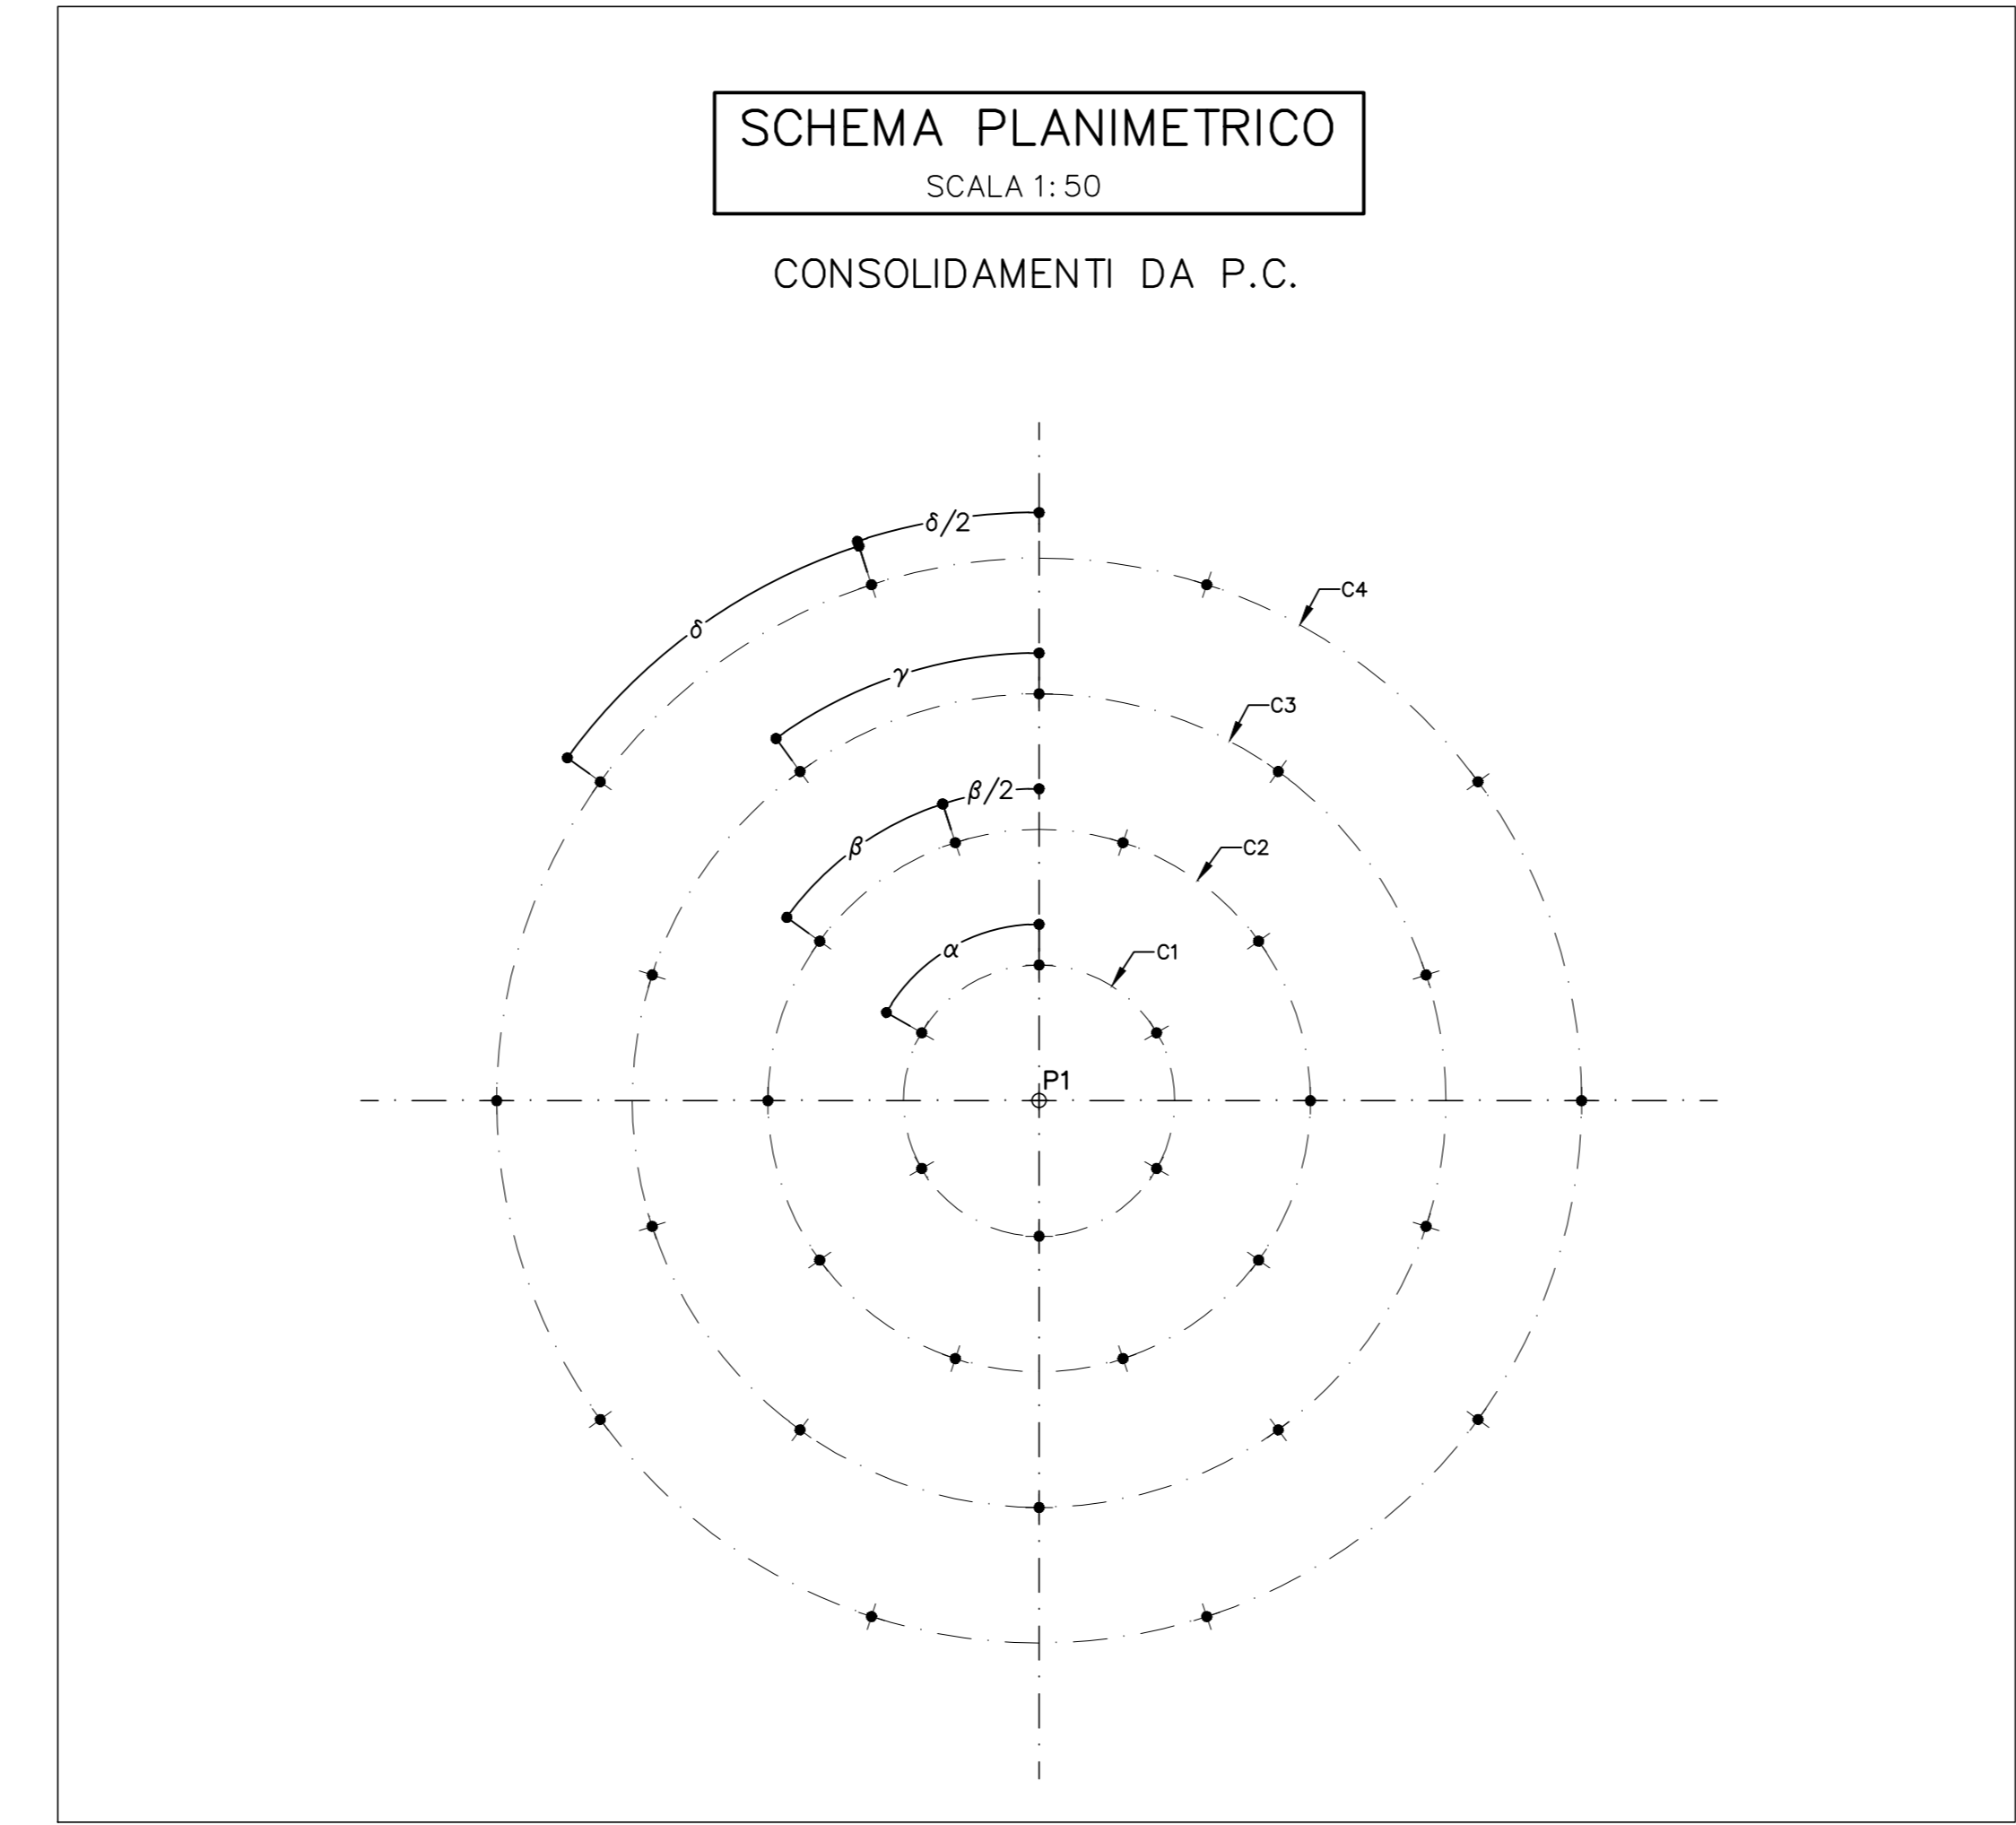 SCHEMA PLANIMETRICO
SCALA 1:50
CONSOLIDAMENTI DA P.C.
δ/2
C4
δ
γ
C3
β/2
β
C2
α
C1
P1